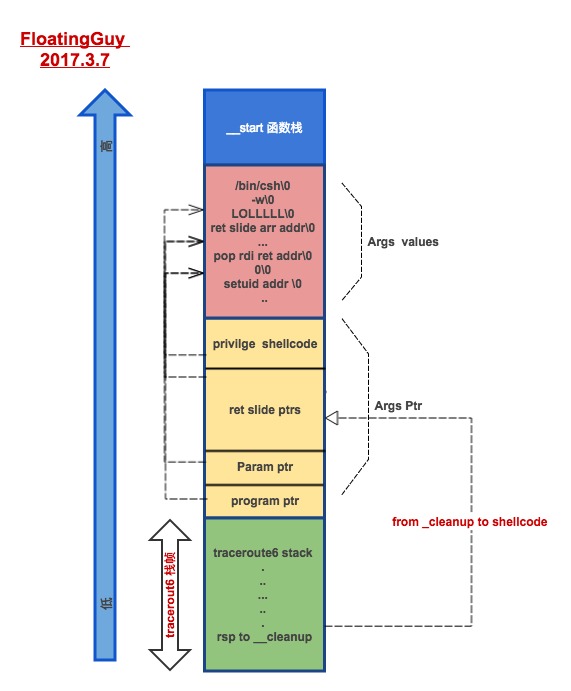 FloatingGuy
2017.3.7
高
__start 函数栈
/bin/csh\0
-w\0
LOLLLLL\0
ret slide arr addr\0
...
pop rdi ret addr\0
0\0
setuid addr \0
..
Args values
privilge shellcode
ret slide ptrs
Args Ptr
Param ptr
program ptr
from _cleanup to shellcode
低
tracerout6 栈帧
traceroute6 stack
.
..
...
..
.
rsp to __cleanup